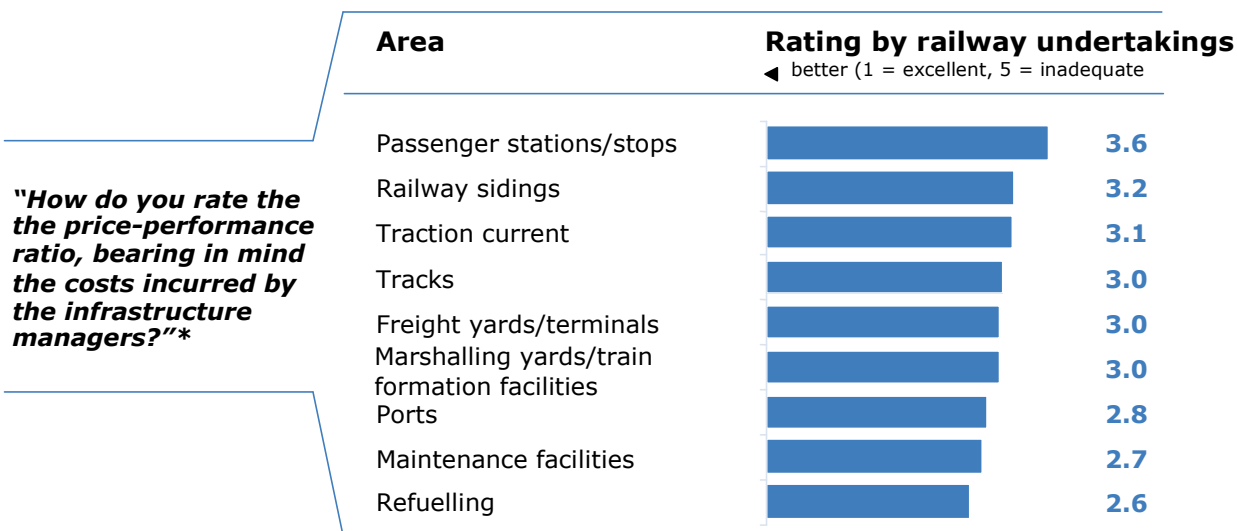 Area
Rating by railway undertakings
◄ better (1 = excellent, 5 = inadequate
"How do you rate the
the price-performance
ratio, bearing in mind
the costs incurred by
the infrastructure
managers?"*
Passenger stations/stops 3.6
Railway sidings 3.2
Traction current 3.1
Tracks 3.0
Freight yards/terminals 3.0
Marshalling yards/train
formation facilities 3.0
Ports 2.8
Maintenance facilities 2.7
Refuelling 2.6